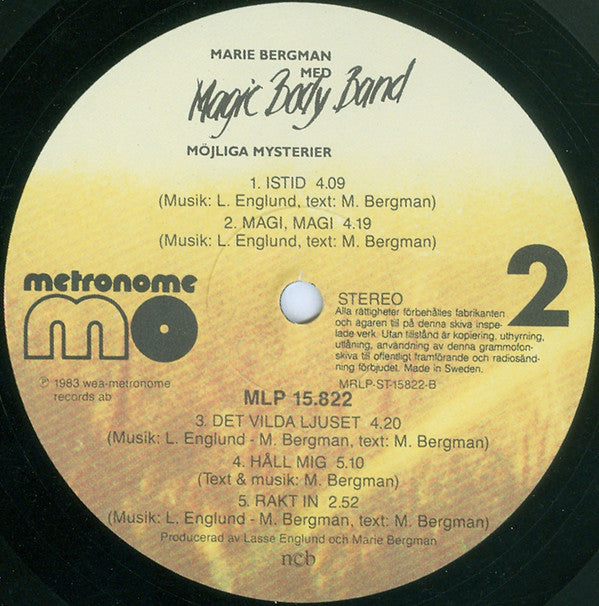 MARIE BERGMAN
MED
Magic Body Band
MÖJLIGA MYSTERIER
1. ISTID 4.09
(Musik: L. Englund, text: M. Bergman)
2. MAGI, MAGI 4.19
(Musik: L. Englund, text: M. Bergman)
metronome
mo
2
STEREO
Alla rättigheter förbehålles fabrikanten
och ägaren till på denna skiva inspe-
lade verk. Utan tillstånd är kopiering, uthyrning,
utlåning, användning av denna grammofon-
skiva till offentligt framförande och radiosänd-
ning förbjudet. Made in Sweden.
MRLP-ST-15822-B
℗ 1983 wea-metronome
records ab
MLP 15.822
3. DET VILDA LJUSET 4.20
(Musik: L. Englund - M. Bergman, text: M. Bergman)
4. HÅLL MIG 5.10
(Text & musik: M. Bergman)
5. RAKT IN 2.52
(Musik: L. Englund - M. Bergman, text: M. Bergman)
Producerad av Lasse Englund och Marie Bergman
ncb